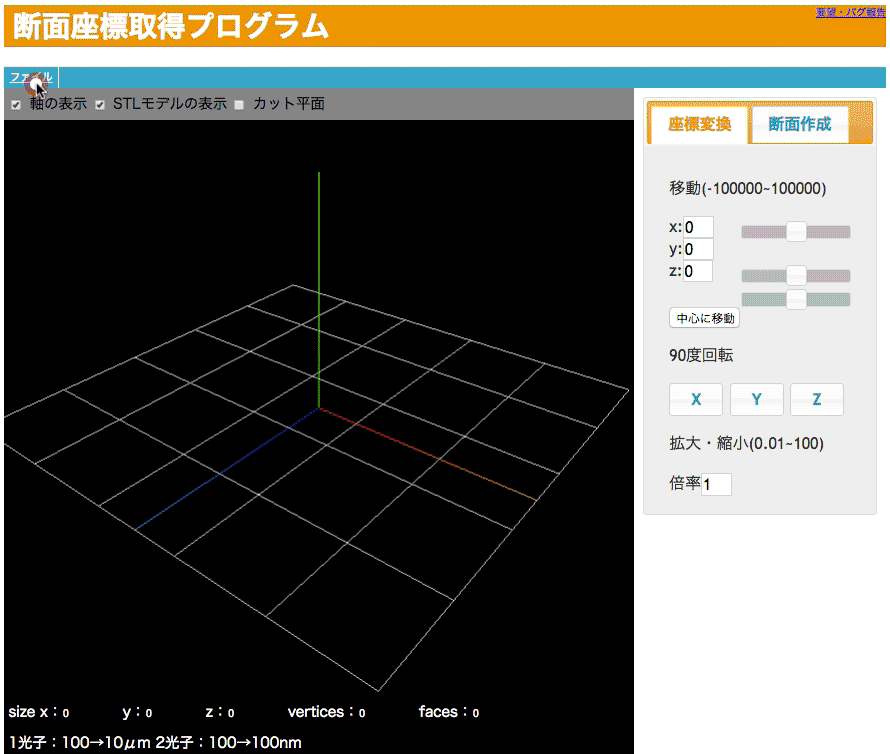 断面座標取得プログラム
要望・バグ報告
ファイル
軸の表示 STLモデルの表示 カット平面
座標変換 断面作成
移動(-100000~100000)
x:0
y:0
z:0
中心に移動
90度回転
X Y Z
拡大・縮小(0.01~100)
倍率1
size x:0 y:0 z:0 vertices:0 faces:0
1光子:100→10μm 2光子:100→100nm